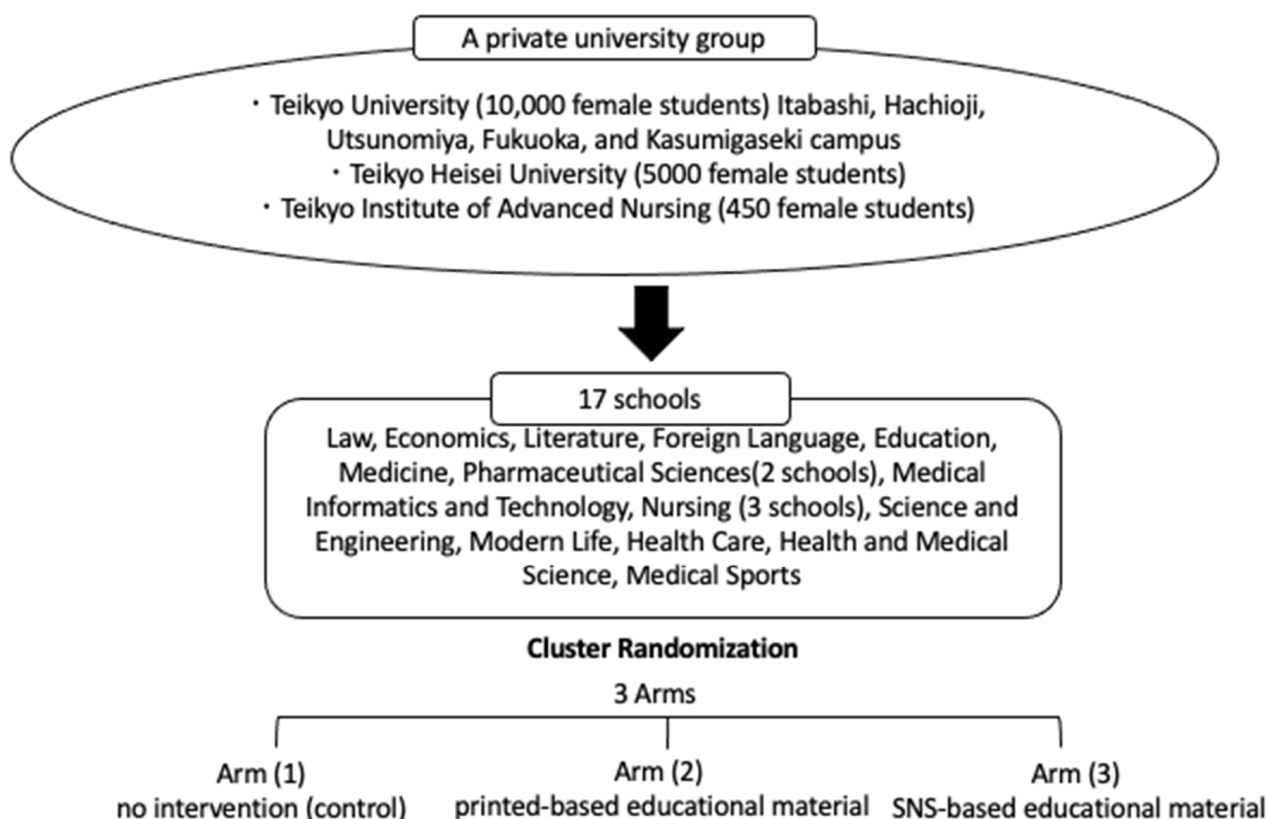 A private university group
・Teikyo University (10,000 female students) Itabashi, Hachioji,
Utsunomiya, Fukuoka, and Kasumigaseki campus
・Teikyo Heisei University (5000 female students)
・Teikyo Institute of Advanced Nursing (450 female students)
17 schools
Law, Economics, Literature, Foreign Language, Education,
Medicine, Pharmaceutical Sciences(2 schools), Medical
Informatics and Technology, Nursing (3 schools), Science and
Engineering, Modern Life, Health Care, Health and Medical
Science, Medical Sports
Cluster Randomization
3 Arms
Arm (1)
no intervention (control)
Arm (2)
printed-based educational material
Arm (3)
SNS-based educational material